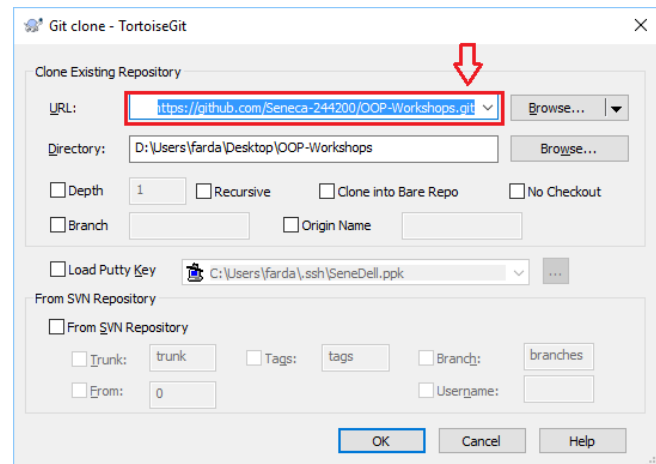 Git clone - TortoiseGit
Clone Existing Repository
URL: https://github.com/Seneca-244200/OOP-Workshops.git Browse...
Directory: D:\Users\farda\Desktop\OOP-Workshops Browse...
Depth 1 Recursive Clone into Bare Repo No Checkout
Branch Origin Name
Load Putty Key C:\Users\farda\.ssh\SeneDell.ppk ...
From SVN Repository
From SVN Repository
Trunk: trunk Tags: tags Branch: branches
From: 0 Username:
OK Cancel Help